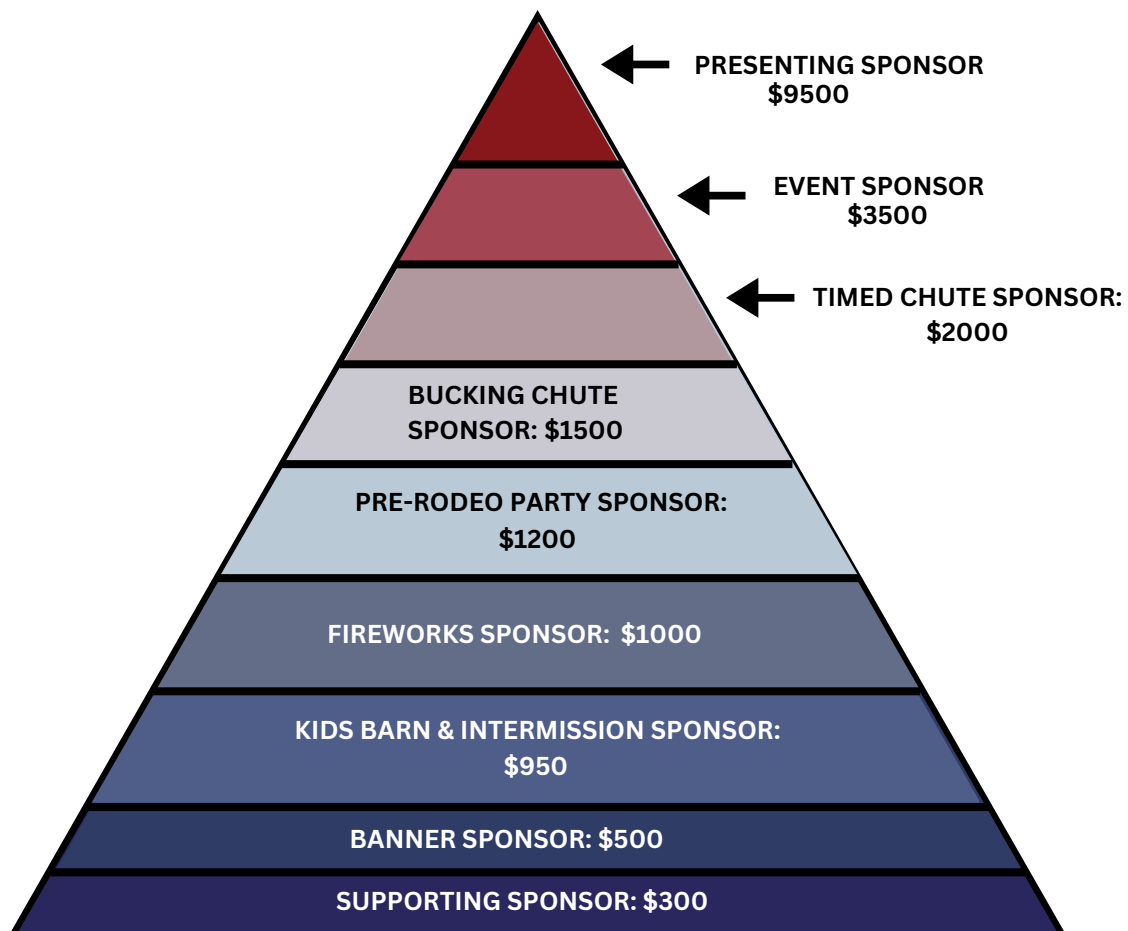 PRESENTING SPONSOR
$9500
EVENT SPONSOR
$3500
TIMED CHUTE SPONSOR:
$2000
BUCKING CHUTE
SPONSOR: $1500
PRE-RODEO PARTY SPONSOR:
$1200
FIREWORKS SPONSOR: $1000
KIDS BARN & INTERMISSION SPONSOR:
$950
BANNER SPONSOR: $500
SUPPORTING SPONSOR: $300